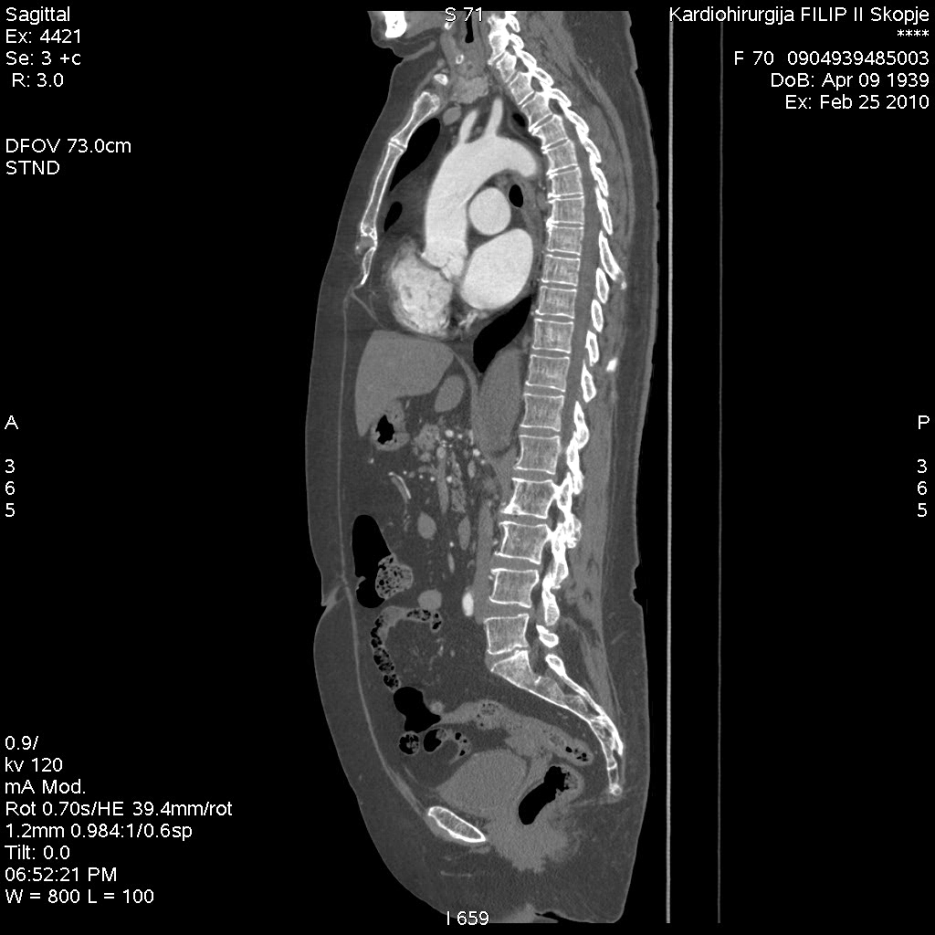 Sagittal
Ex: 4421
Se: 3 +c
R: 3.0
DFOV 73.0cm
STND
S 71
Kardiohirurgija FILIP II Skopje
****
F 70 0904939485003
DoB: Apr 09 1939
Ex: Feb 25 2010
A
3
6
5
P
3
6
5
0.9/
kv 120
mA Mod.
Rot 0.70s/HE 39.4mm/rot
1.2mm 0.984:1/0.6sp
Tilt: 0.0
06:52:21 PM
W = 800 L = 100
I 659